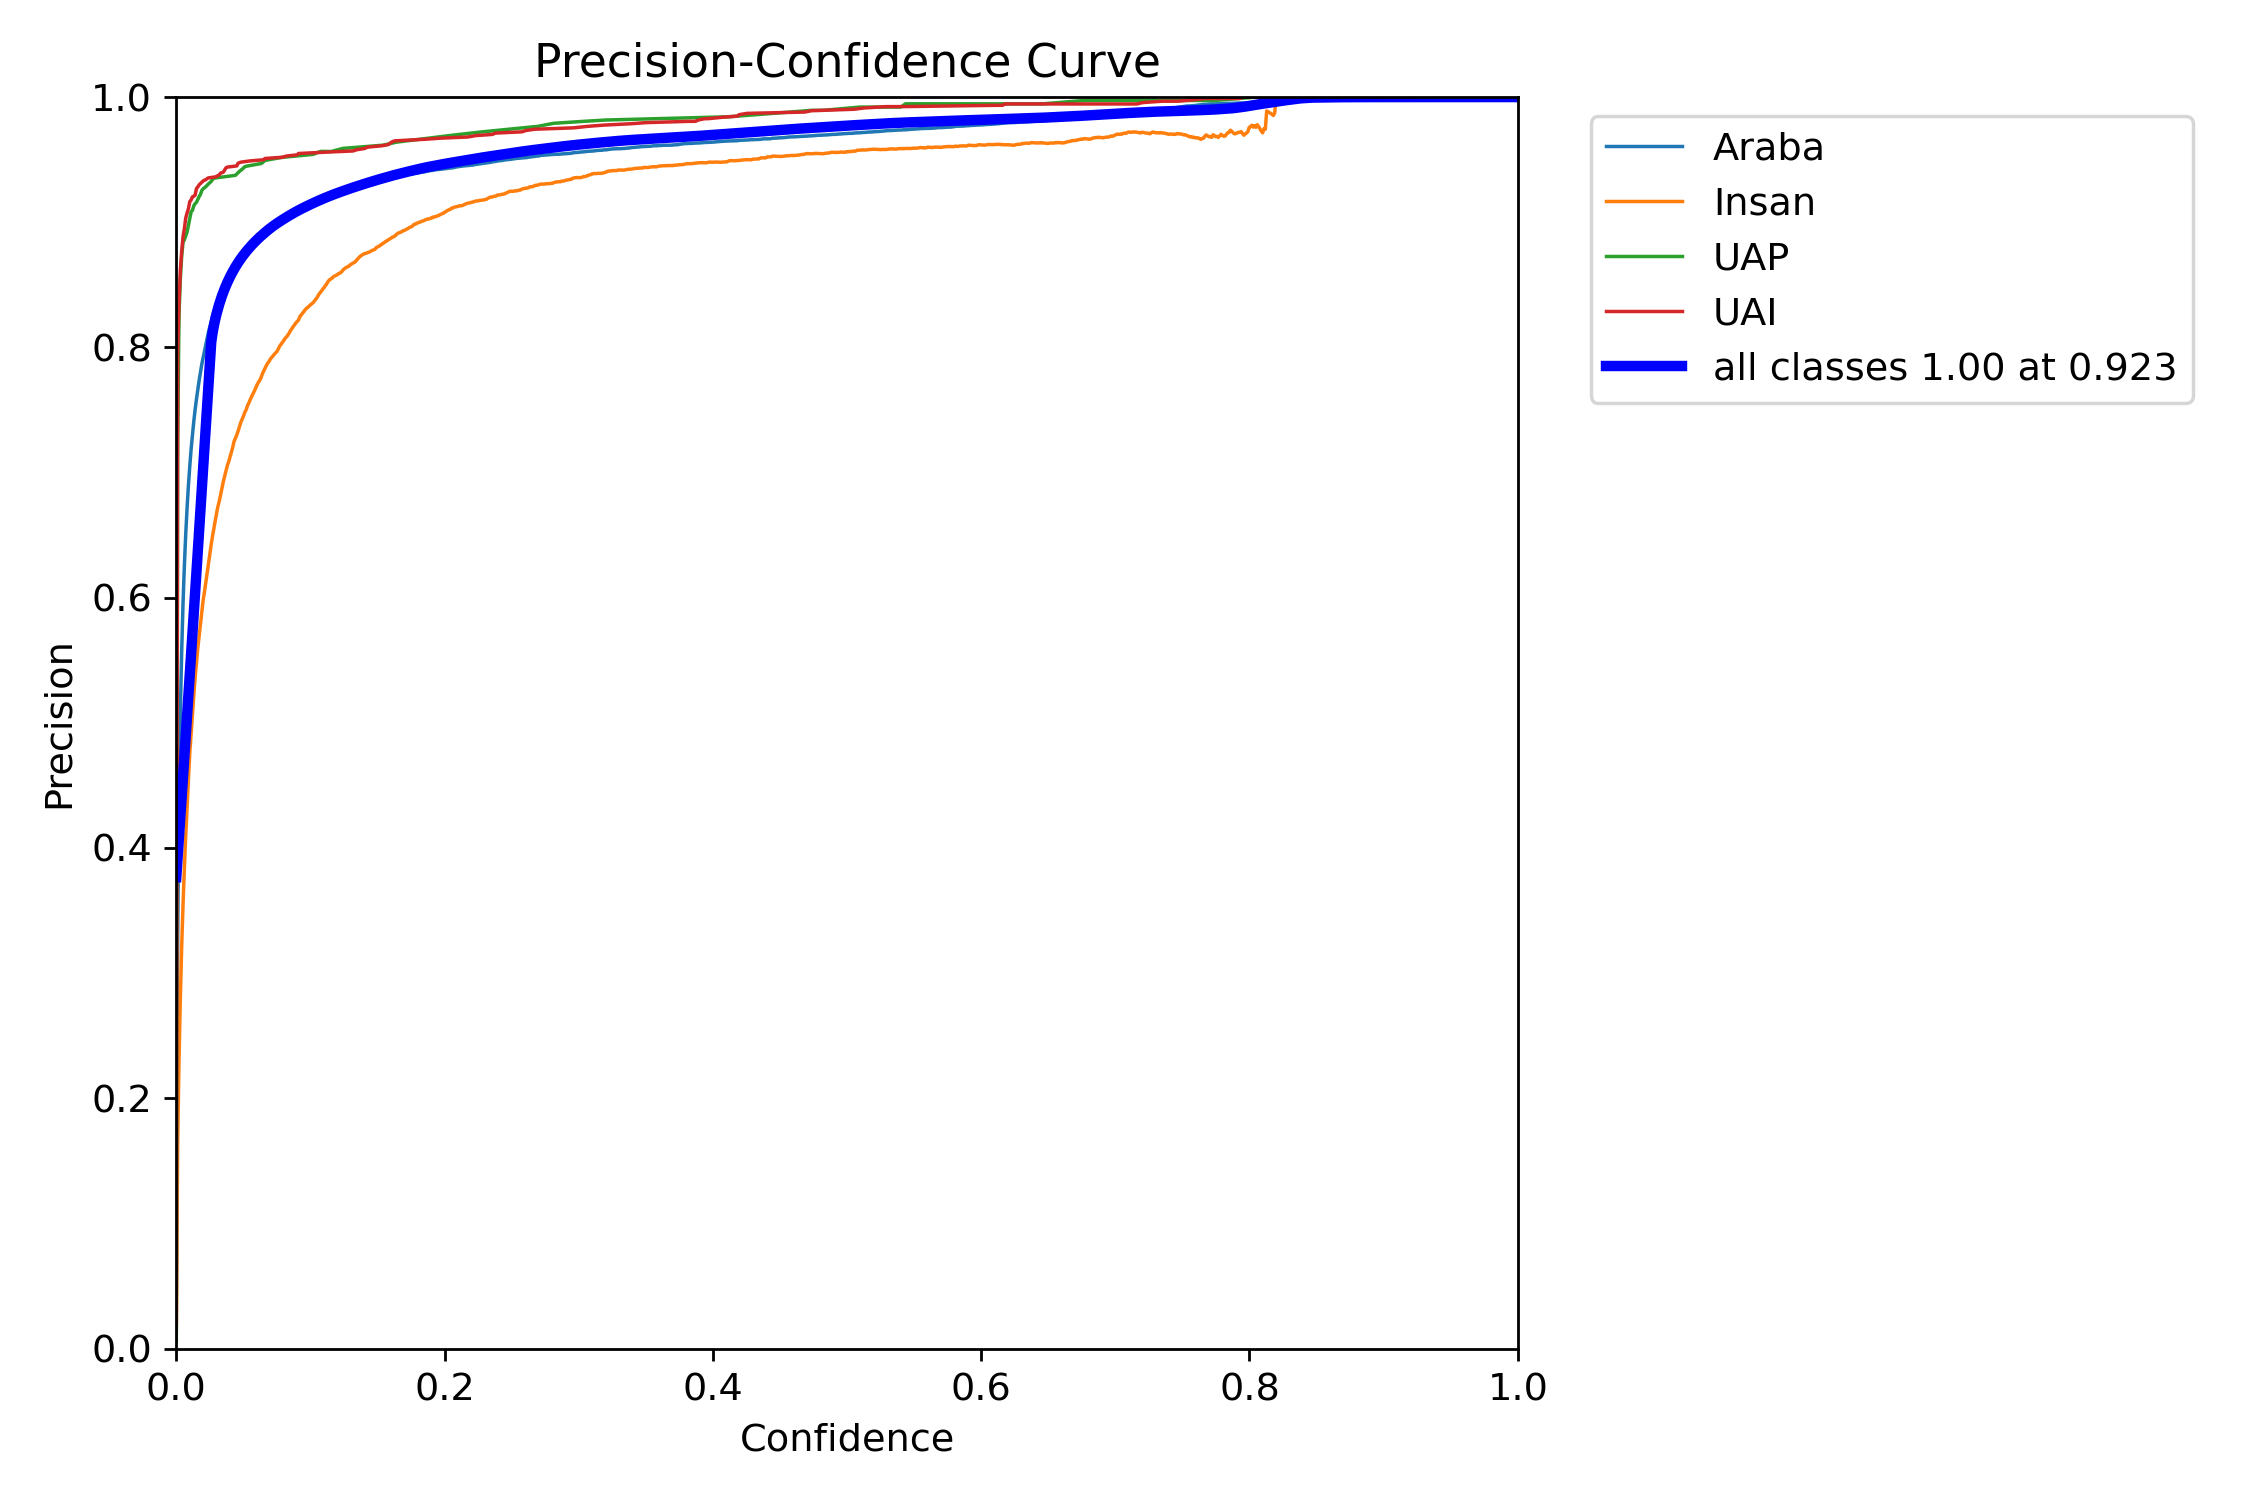 Precision-Confidence Curve
1.0
0.8
0.6
0.4
0.2
0.0
Precision
0.0 0.2 0.4 0.6 0.8 1.0
Confidence
Araba
Insan
UAP
UAI
all classes 1.00 at 0.923